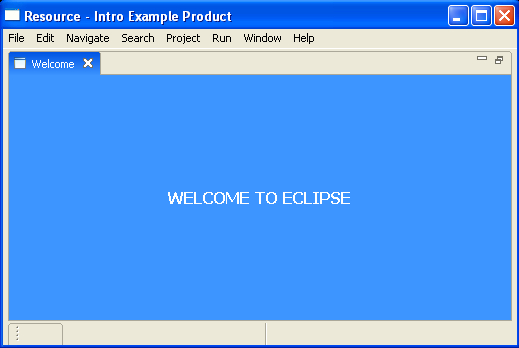 Resource - Intro Example Product
File Edit Navigate Search Project Run Window Help
Welcome
WELCOME TO ECLIPSE